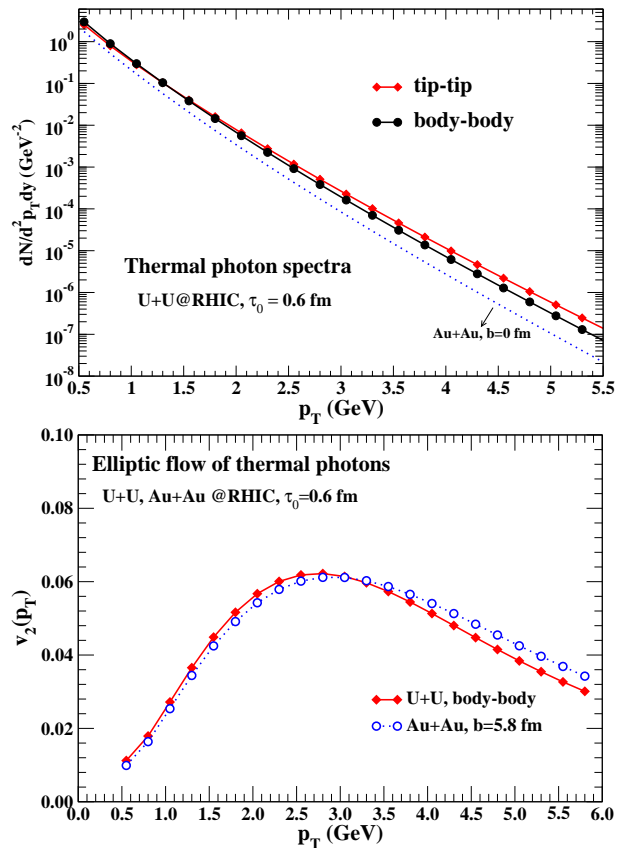 10^0
10^-1
10^-2
10^-3
10^-4
10^-5
10^-6
10^-7
10^-8
dN/d²p_T dy (GeV^-2)
tip-tip
body-body
Thermal photon spectra
U+U@RHIC, τ_0 = 0.6 fm
Au+Au, b=0 fm
0.5 1 1.5 2 2.5 3 3.5 4 4.5 5 5.5
p_T (GeV)
0.10
0.08
0.06
0.04
0.02
0.00
v_2(p_T)
Elliptic flow of thermal photons
U+U, Au+Au @RHIC, τ_0=0.6 fm
U+U, body-body
Au+Au, b=5.8 fm
0.0 0.5 1.0 1.5 2.0 2.5 3.0 3.5 4.0 4.5 5.0 5.5 6.0
p_T (GeV)